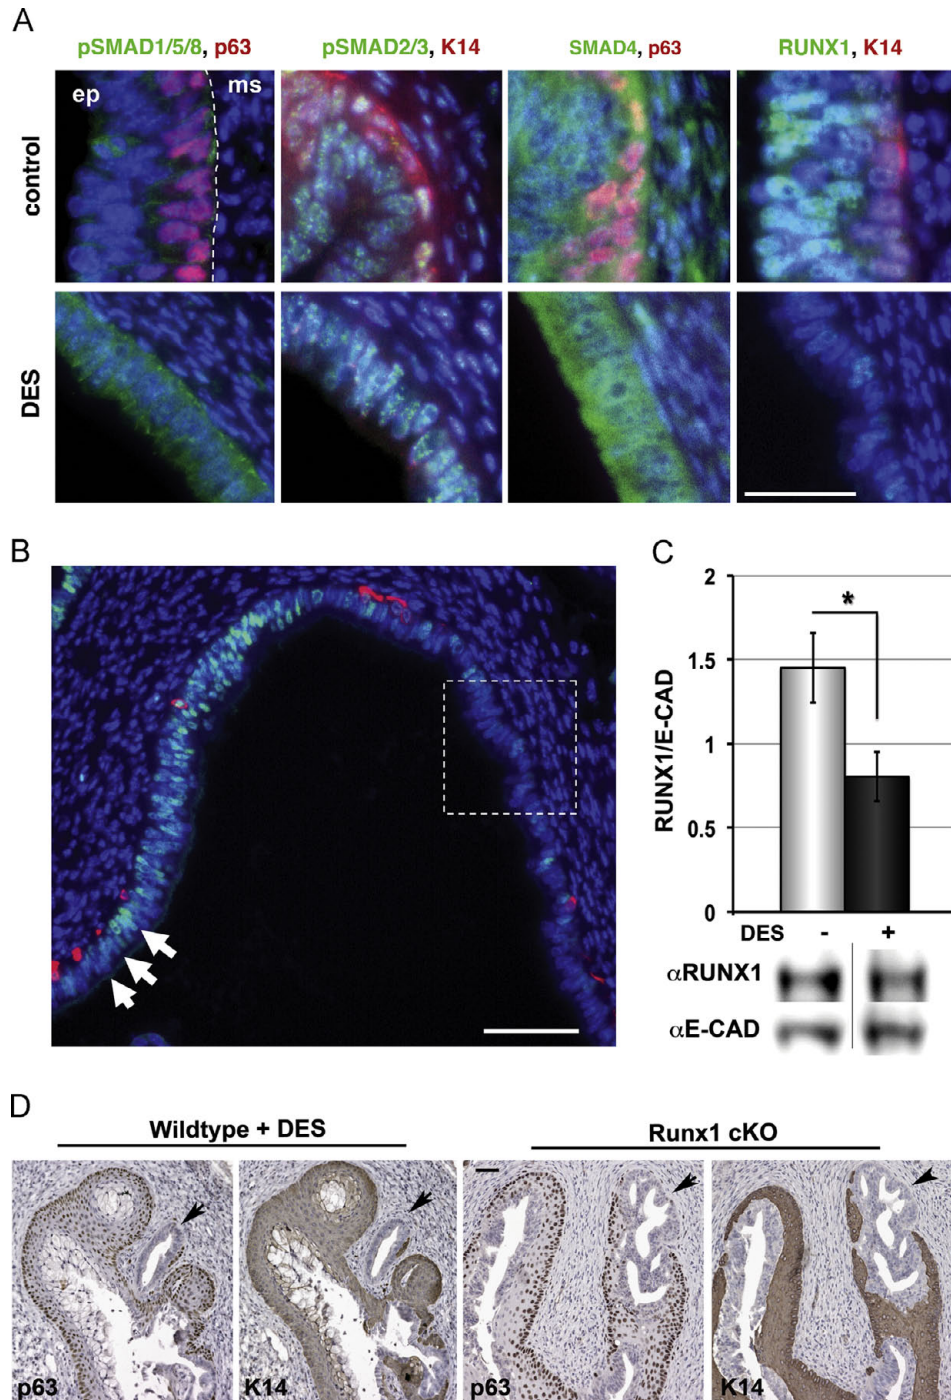 A
pSMAD1/5/8, p63
pSMAD2/3, K14
SMAD4, p63
RUNX1, K14
control
ep
ms
DES
B
C
2
1.5
1
0.5
0
RUNX1/E-CAD
*
DES - +
αRUNX1
αE-CAD
D
Wildtype + DES
Runx1 cKO
p63
K14
p63
K14